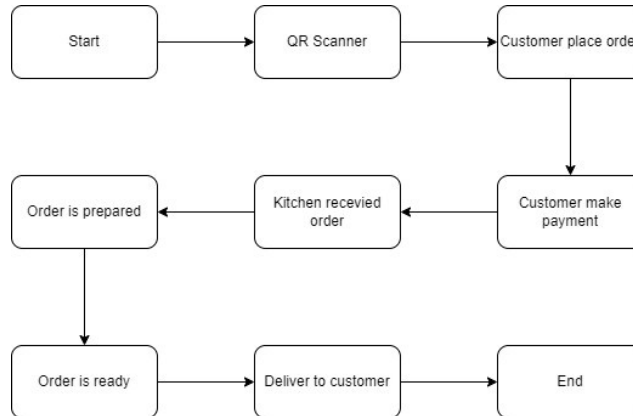 Start
QR Scanner
Customer place orde
Customer make
payment
Kitchen recevied
order
Order is prepared
Order is ready
Deliver to customer
End